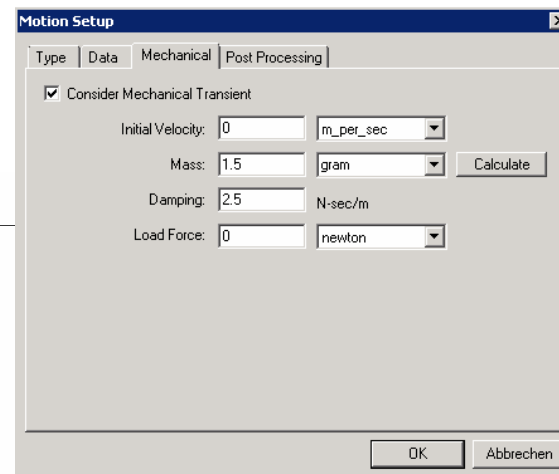 Motion Setup
Type Data Mechanical Post Processing
Consider Mechanical Transient
Initial Velocity: 0 m_per_sec
Mass: 1.5 gram Calculate
Damping: 2.5 N-sec/m
Load Force: 0 newton
OK Abbrechen